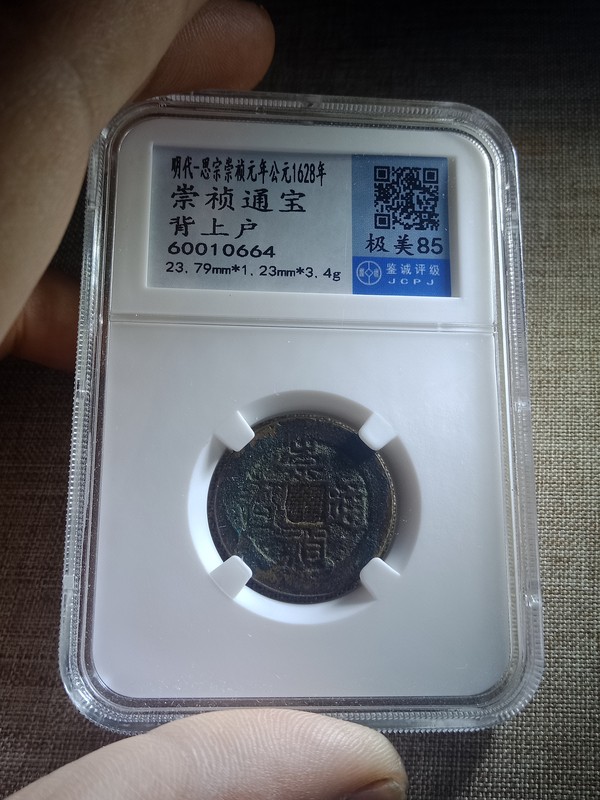 明代-思宗崇祯元年公元1628年
崇祯通宝
背上户
60010664
极美85
23.79mm*1.23mm*3.4g
鉴诚评级
JCPJ
崇
通
祯